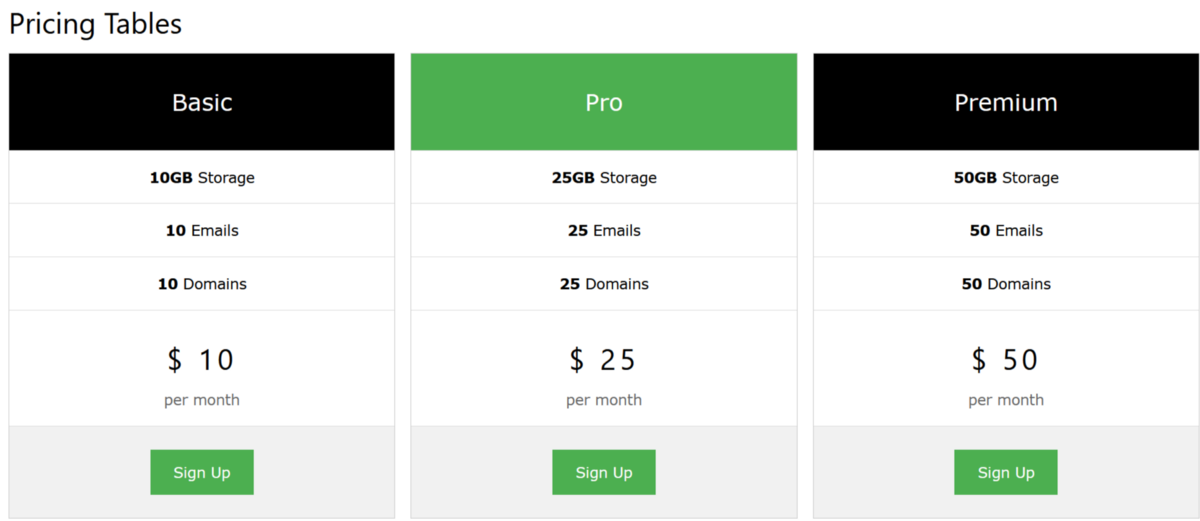 Pricing Tables
Basic
10GB Storage
10 Emails
10 Domains
$ 10
per month
Sign Up
Pro
25GB Storage
25 Emails
25 Domains
$ 25
per month
Sign Up
Premium
50GB Storage
50 Emails
50 Domains
$ 50
per month
Sign Up